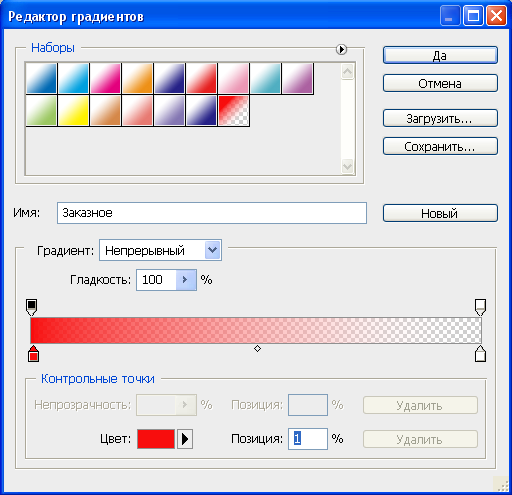 Редактор градиентов
Наборы
Да
Отмена
Загрузить...
Сохранить...
Имя: Заказное Новый
Градиент: Непрерывный
Гладкость: 100 %
Контрольные точки
Непрозрачность: % Позиция: % Удалить
Цвет: Позиция: 1 % Удалить